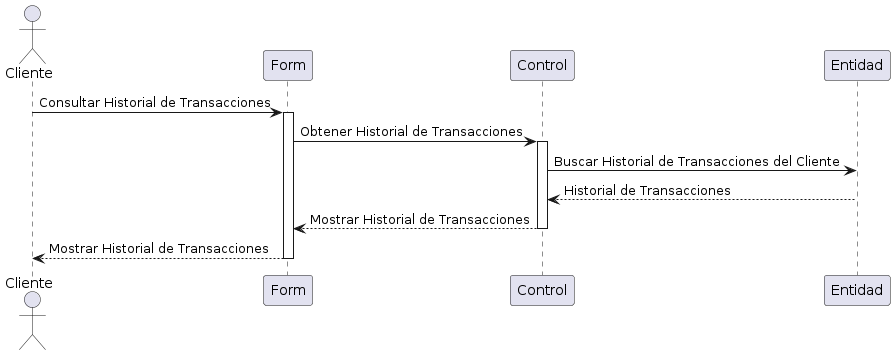 Cliente
Form
Control
Entidad
Consultar Historial de Transacciones
Obtener Historial de Transacciones
Buscar Historial de Transacciones del Cliente
Historial de Transacciones
Mostrar Historial de Transacciones
Mostrar Historial de Transacciones
Cliente
Form
Control
Entidad